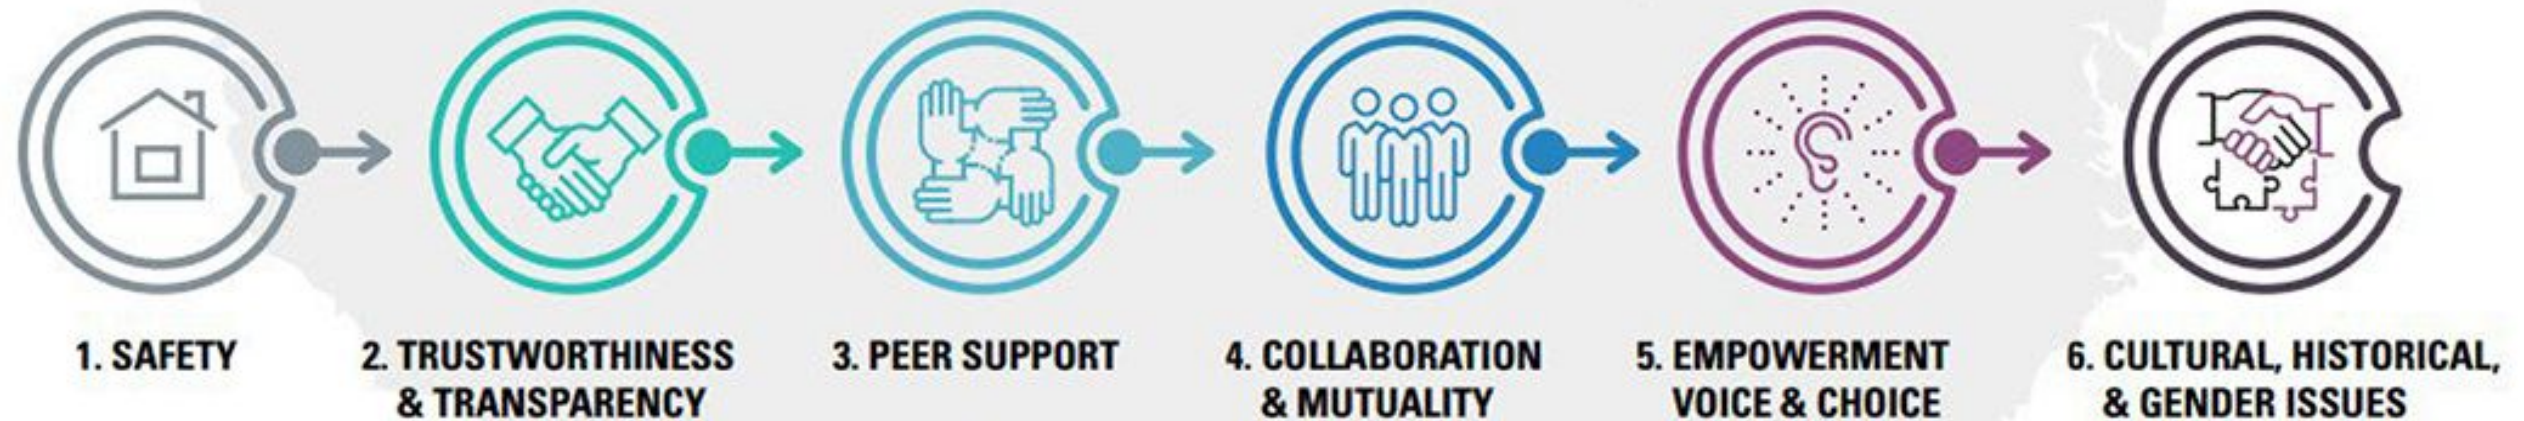 1. SAFETY
2. TRUSTWORTHINESS
& TRANSPARENCY
3. PEER SUPPORT
4. COLLABORATION
& MUTUALITY
5. EMPOWERMENT
VOICE & CHOICE
6. CULTURAL, HISTORICAL,
& GENDER ISSUES